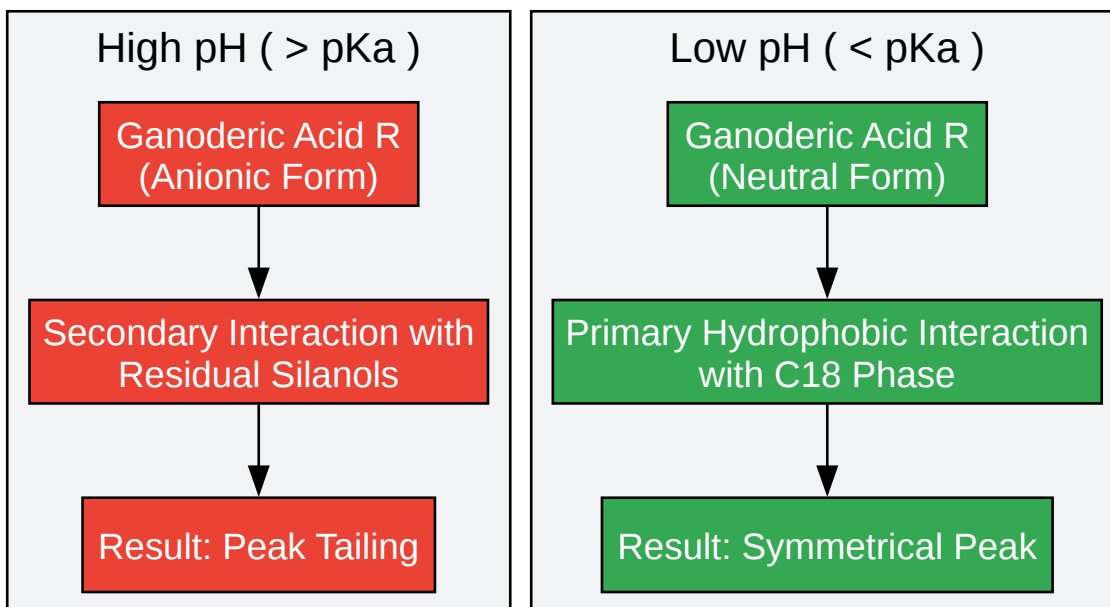 High pH ( > pKa )
Ganoderic Acid R
(Anionic Form)
Secondary Interaction with
Residual Silanols
Result: Peak Tailing
Low pH ( < pKa )
Ganoderic Acid R
(Neutral Form)
Primary Hydrophobic Interaction
with C18 Phase
Result: Symmetrical Peak